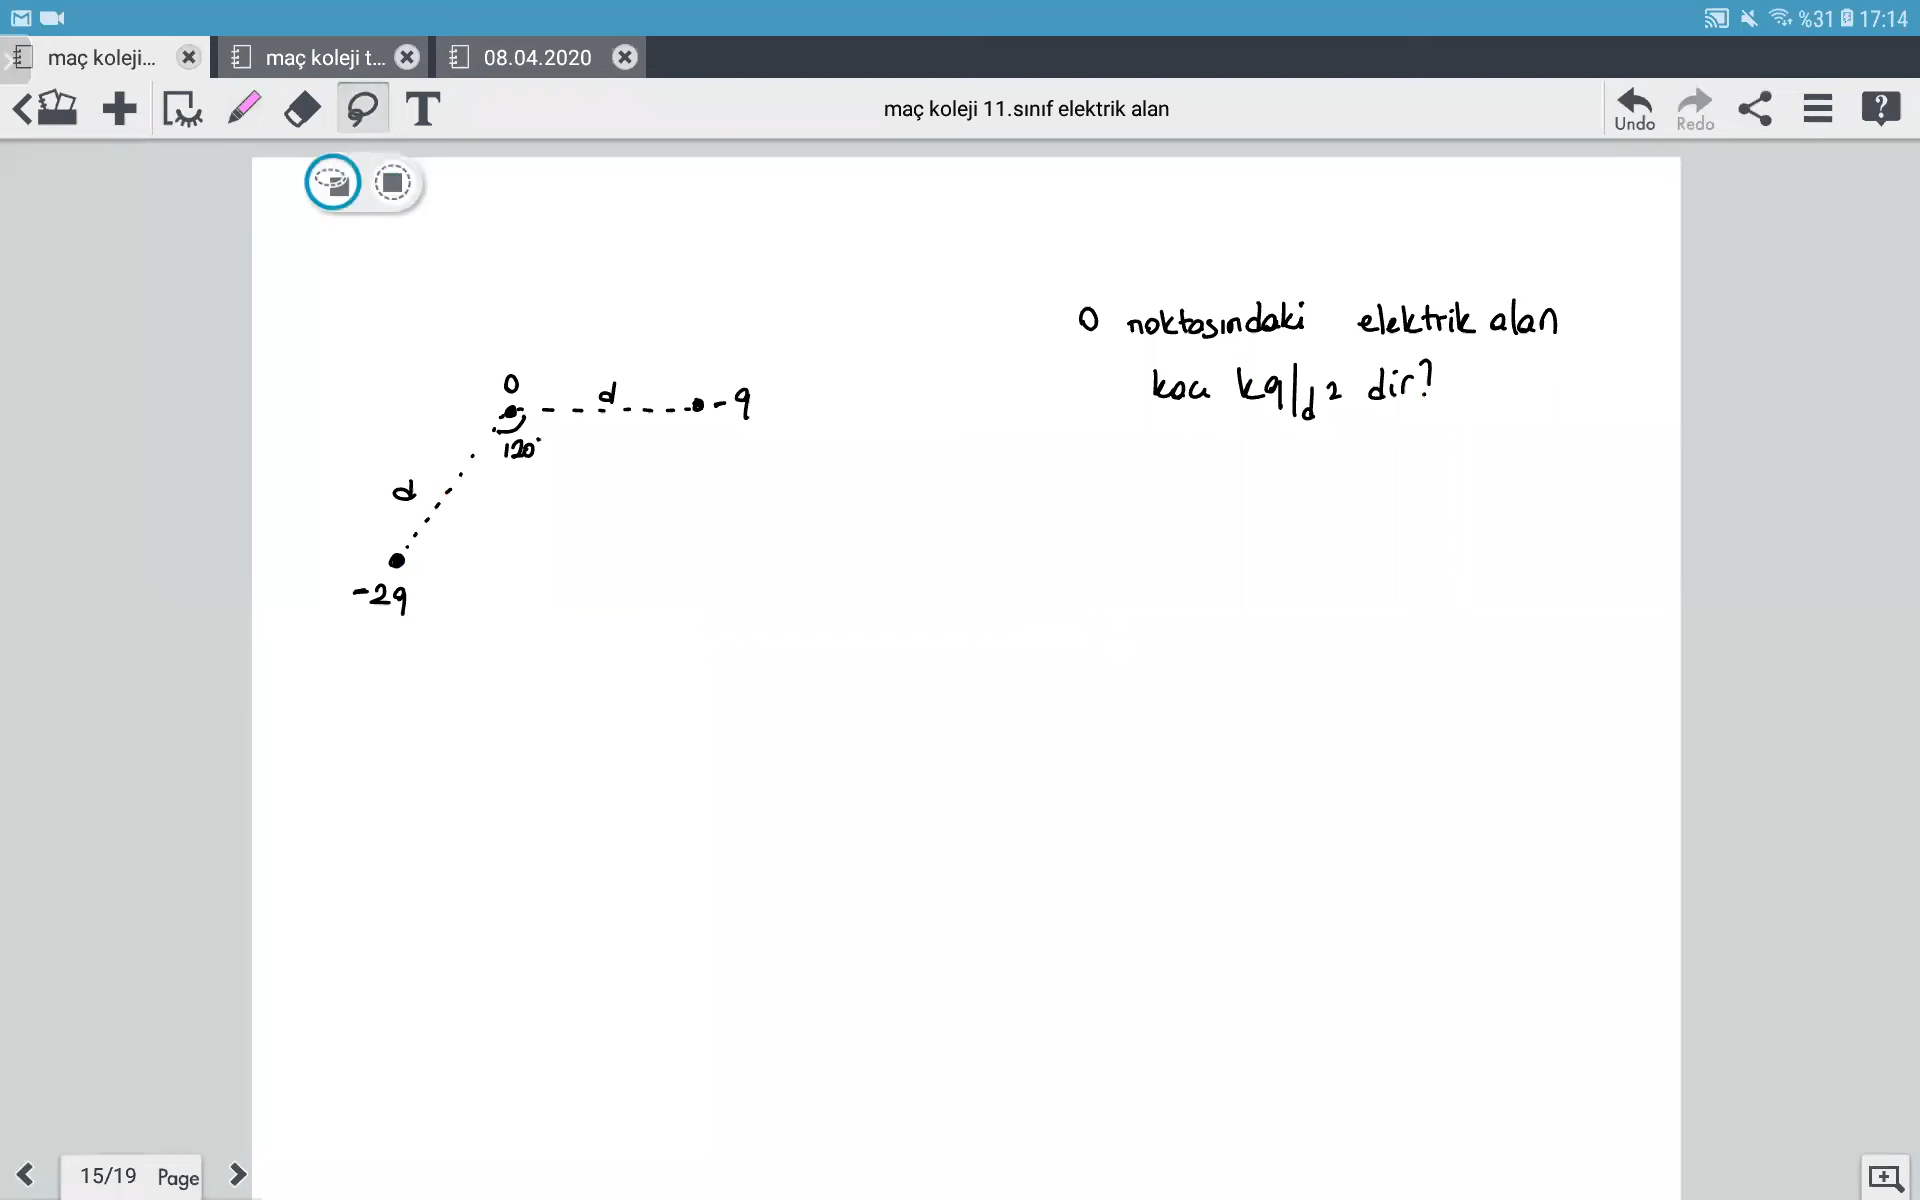 %31 17:14
maç koleji...
maç koleji t...
08.04.2020
T
maç koleji 11.sınıf elektrik alan
Undo
Redo
?
O noktasındaki elektrik alan
kaç kq/d2 dir?
O
d
-q
120°
d
-2q
15/19 Page